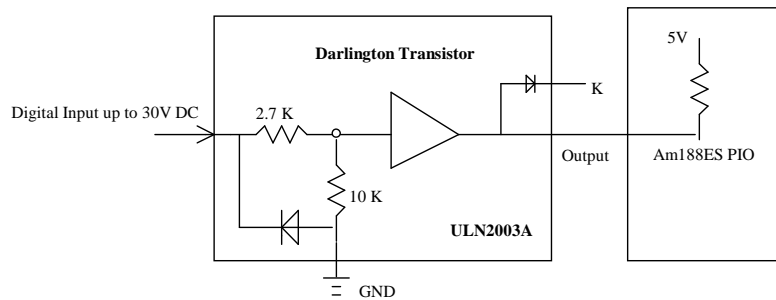 5V
Darlington Transistor
K
Digital Input up to 30V DC
2.7 K
Output
Am188ES PIO
10 K
ULN2003A
GND